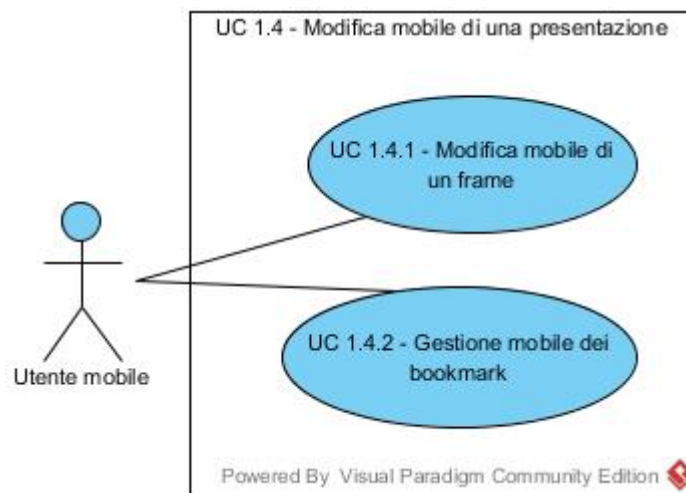 UC 1.4 - Modifica mobile di una presentazione
UC 1.4.1 - Modifica mobile di
un frame
Utente mobile
UC 1.4.2 - Gestione mobile dei
bookmark
Powered By Visual Paradigm Community Edition